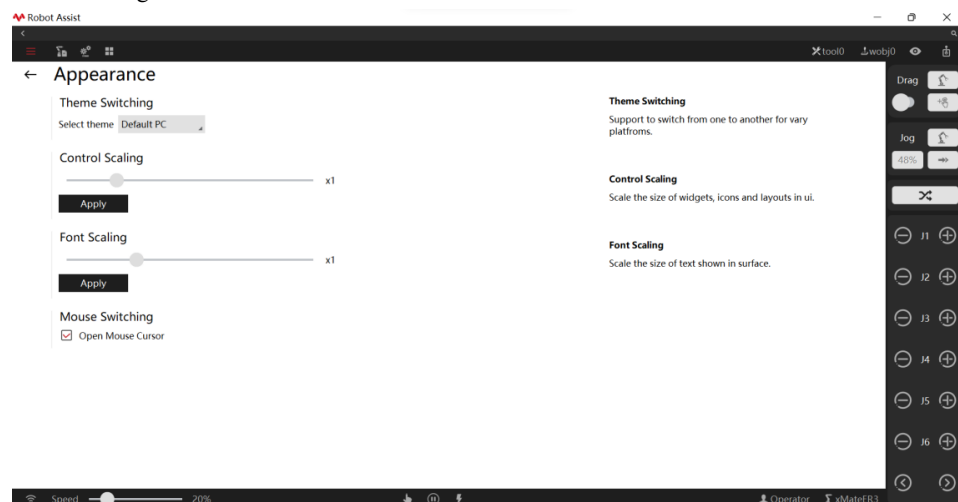 Robot Assist
tool0 wobj0
Appearance
Theme Switching
Select theme Default PC
Control Scaling
x1
Apply
Font Scaling
x1
Apply
Mouse Switching
Open Mouse Cursor
Theme Switching
Support to switch from one to another for vary
platfroms.
Control Scaling
Scale the size of widgets, icons and layouts in ui.
Font Scaling
Scale the size of text shown in surface.
Drag
Jog
48%
J1
J2
J3
J4
J5
J6
Speed 20%
Operator xMateER3